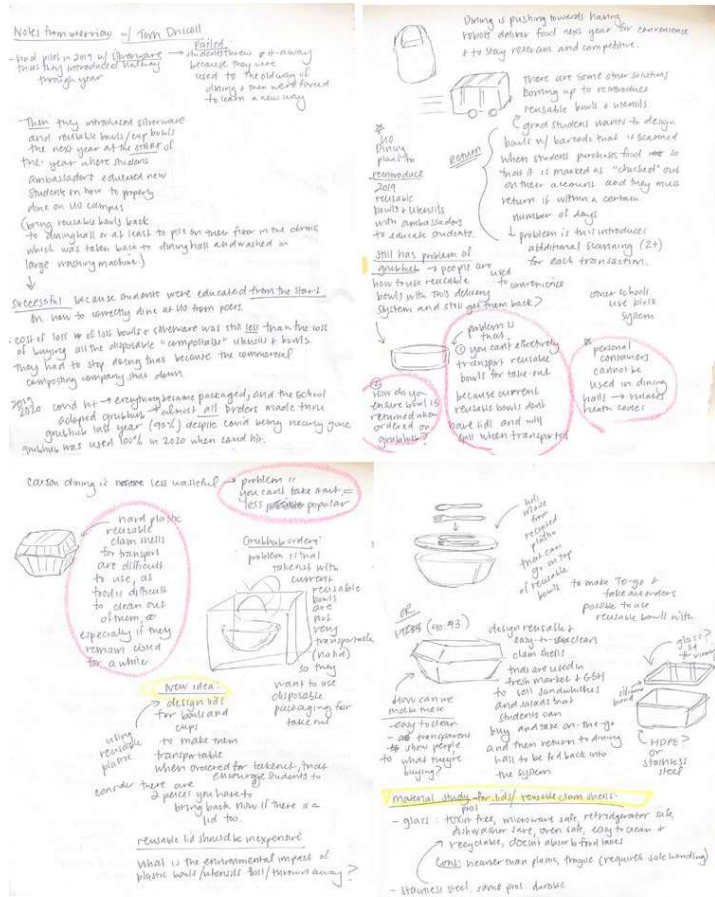 Notes from interview w/ Tom Driscoll
- had pilot in 2019 w/ silverware
that they introduced halfway
through year
Failed
students threw it away
because they were
used to the old way of
dining & then were forced
to learn a new way
- Then they introduced silverware
and reusable bowls/cup bowls
the next year at the START of
the year where students
ambassadors educated new
students on how to properly
dine on UO campus
(bring reusable bowls back
to dining hall or at least to pile on their floor in the dorms
which was taken back to dining hall and washed in
large washing machine.)
successful because students were educated from the start
on how to correctly dine at UO from peers.
cost of loss of bowls & silverware was still less than the cost
of buying all the disposable "compostable" utensils & bowls.
They had to stop doing this because the commercial
composting company shut down
2020 covid hit → everything became packaged, and the school
adopted grubhub → almost all orders made thru
grubhub last year (90%) despite covid being nearly gone
grubhub was used 100% in 2020 when covid hit.
Dining is pushing towards having
robots deliver food next year for convenience
& to stay relevant and competitive.
there are some other solutions
coming up to reintroduce
reusable bowls & utensils.
grad student wants to design
bowls w/ barcode that is scanned
when student purchases food so
that it is marked as "checked" out
on their accounts and they must
return it within a certain
number of days
problem is this introduces
additional scanning (2+)
for each transaction.
return
UO
Dining
plans to
reintroduce
2019
reusable
bowls & utensils
with ambassadors
to educate students.
still has problem of
grubhub → people are used
to convenience
how to use reusable
bowls with this delivery
system and still get them back?
other schools
use kiosk
system
problem is
that
① you can't effectively
transport reusable
bowls for take-out
because current
reusable bowls don't
have lids and will
spill when transported
② How do you
ensure bowl is
returned when
ordered on
grubhub?
personal
containers
cannot be
used in dining
halls → violates
health codes
carson dining is less wasteful → problem is
you can't take it out =
less popular
hard plastic
reusable
clam shells
for transport
are difficult
to use, as
food is difficult
to clean out
of them,
especially if they
remain closed
for a while
Grubhub orders:
problem is that
takeout with
current
reusable
bowls
are
not
very
transportable
(no lid)
so they
want to use
disposable
packaging for
takeout
New idea:
design lids
for bowls and
cups
to make them
transportable
when ordered for takeout, that
encourage students to
using
reusable
plastic
consider there are
2 pieces you have to
bring back now if there is a
lid too.
reusable lid should be inexpensive
what is the environmental impact of
plastic bowls/utensils lost/thrown away?
lids
made
from
recycled
plastic
that can
go on top
of reusable
bowls
to make to-go &
take out orders
possible to use
reusable bowls with
OR
design reusable &
easy-to-clean
clam shells
that are used in
fresh market & GSH
to sell sandwiches
and salads that
students can
buy and take on-the-go
and then return to dining
halls to be fed back into
the system
How can we
make these
- easy to clean
- transparent
to show people
what they're
buying?
glass?
silicone
band
HDPE?
or
stainless
steel
material study for lids/reusable clam shells:
pros
- glass: toxin free, microwave safe, refridgerator safe,
dishwasher safe, oven safe, easy to clean &
recyclable, doesn't absorb food tastes
Cons: heavier than plastic, fragile (requires safe handling)
- stainless steel: same pros. durable